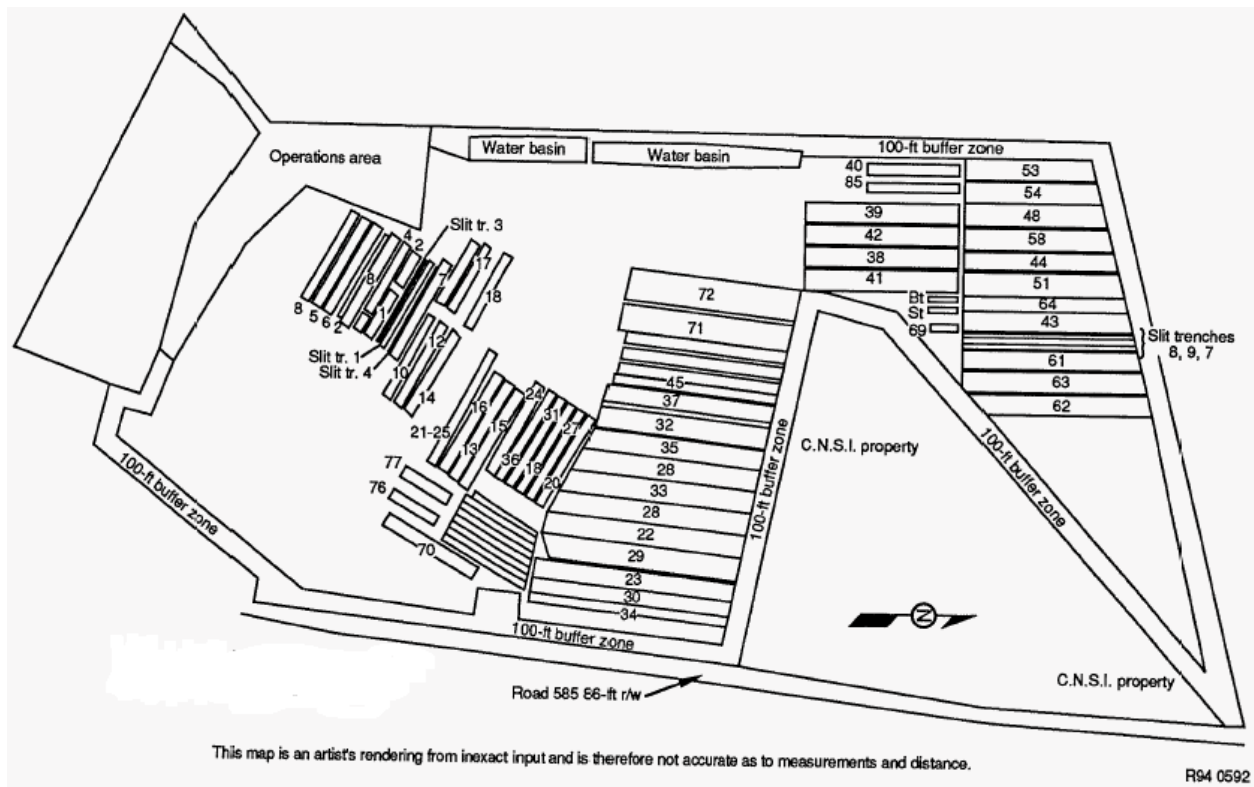 Operations area
Water basin
Water basin
100-ft buffer zone
40
85
53
54
39
48
42
58
38
44
41
51
Bt
64
St
43
69
Slit trenches
8, 9, 7
61
63
62
Slit tr. 3
4
2
8
7
17
18
1
8
5
6
2
Slit tr. 1
Slit tr. 4
12
10
14
72
71
45
37
32
35
28
33
28
22
29
23
30
34
24
16
31
27
15
21-25
13
36
18
20
77
76
70
100-ft buffer zone
100-ft buffer zone
100-ft buffer zone
100-ft buffer zone
C.N.S.I. property
N
C.N.S.I. property
Road 585 86-ft r/w
This map is an artist's rendering from inexact input and is therefore not accurate as to measurements and distance.
R94 0592